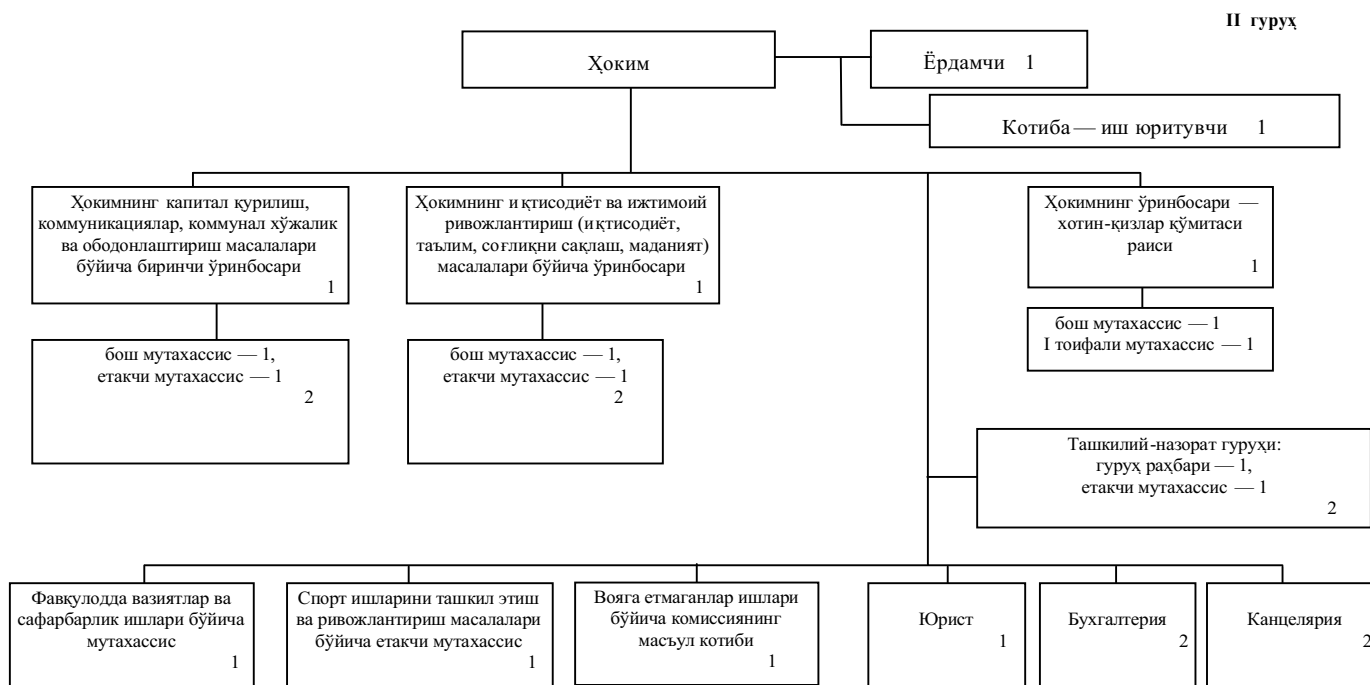 II гуруҳ
Ҳоким
Ёрдамчи 1
Котиба — иш юритувчи 1
Ҳокимнинг капитал қурилиш,
коммуникациялар, коммунал хўжалик
ва ободонлаштириш масалалари
бўйича биринчи ўринбосари
1
Ҳокимнинг иқтисодиёт ва ижтимоий
ривожлантириш (иқтисодиёт,
таълим, соғлиқни сақлаш, маданият)
масалалари бўйича ўринбосари
1
Ҳокимнинг ўринбосари —
хотин-қизлар қўмитаси
раиси
1
бош мутахассис — 1,
етакчи мутахассис — 1
2
бош мутахассис — 1,
етакчи мутахассис — 1
2
бош мутахассис — 1
I тоифали мутахассис — 1
Ташкилий-назорат гуруҳи:
гуруҳ раҳбари — 1,
етакчи мутахассис — 1
2
Фавқулодда вазиятлар ва
сафарбарлик ишлари бўйича
мутахассис
1
Спорт ишларини ташкил этиш
ва ривожлантириш масалалари
бўйича етакчи мутахассис
1
Вояга етмаганлар ишлари
бўйича комиссиянинг
масъул котиби
1
Юрист
1
Бухгалтерия
2
Канцелярия
2